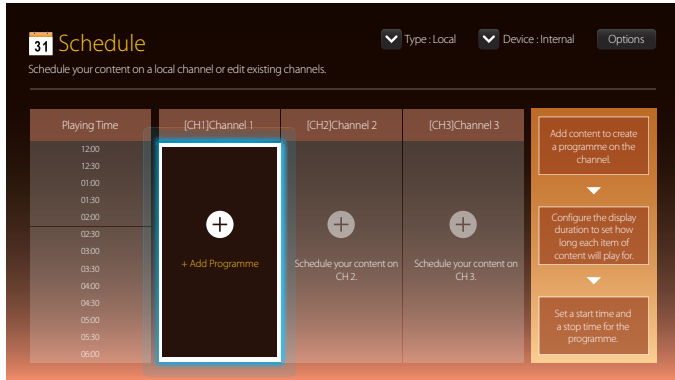 31 Schedule
Type : Local
Device : Internal
Options
Schedule your content on a local channel or edit existing channels.
Playing Time
[CH1]Channel 1
[CH2]Channel 2
[CH3]Channel 3
12:00
12:30
01:00
01:30
02:00
02:30
03:00
03:30
04:00
04:30
05:00
05:30
06:00
+ Add Programme
Schedule your content on
CH 2.
Schedule your content on
CH 3.
Add content to create
a programme on the
channel.
Configure the display
duration to set how
long each item of
content will play for.
Set a start time and
a stop time for the
programme.